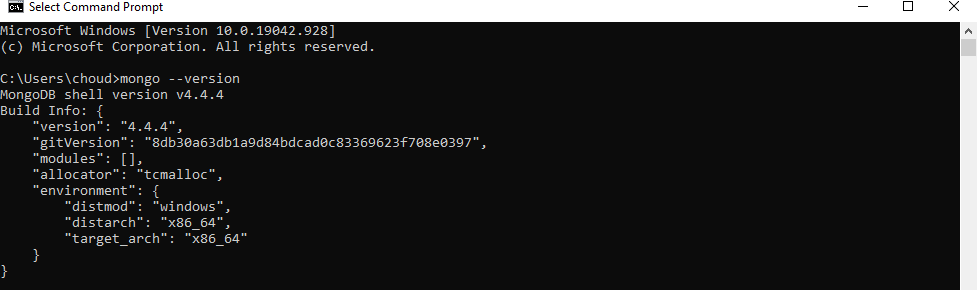 Select Command Prompt
Microsoft Windows [Version 10.0.19042.928]
(c) Microsoft Corporation. All rights reserved.
C:\Users\choud>mongo --version
MongoDB shell version v4.4.4
Build Info: {
    "version": "4.4.4",
    "gitVersion": "8db30a63db1a9d84bdcad0c83369623f708e0397",
    "modules": [],
    "allocator": "tcmalloc",
    "environment": {
        "distmod": "windows",
        "distarch": "x86_64",
        "target_arch": "x86_64"
    }
}